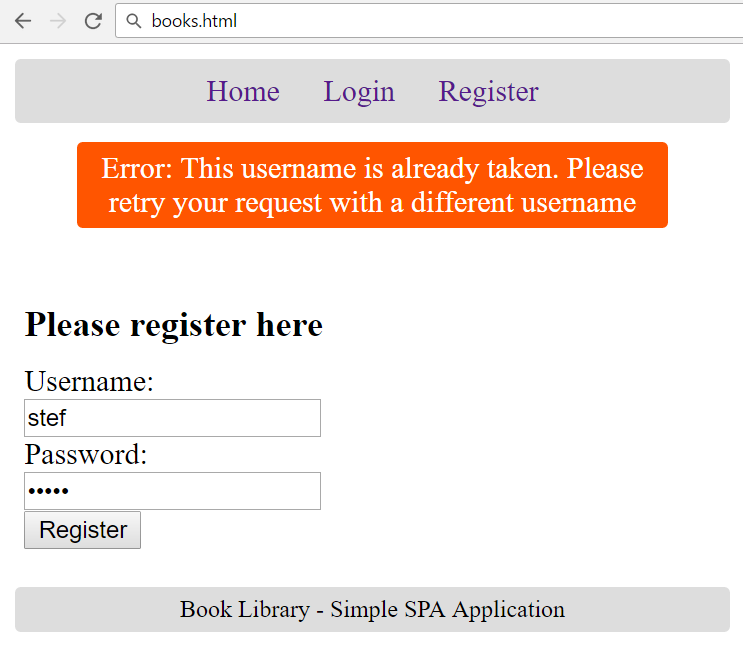 books.html
Home Login Register
Error: This username is already taken. Please
retry your request with a different username
Please register here
Username:
stef
Password:
•••••
Register
Book Library - Simple SPA Application